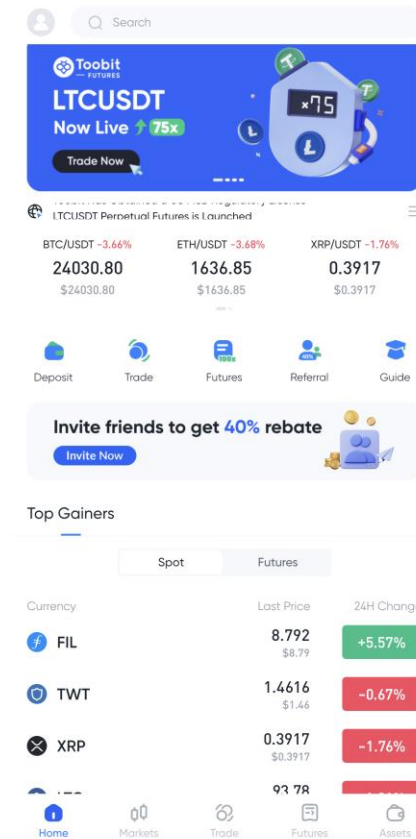 Search
Toobit
FUTURES
LTCUSDT
Now Live 75x
×75
Trade Now
LTCUSDT Perpetual Futures is Launched
BTC/USDT -3.66% ETH/USDT -3.68% XRP/USDT -1.76%
24030.80 1636.85 0.3917
$24030.80 $1636.85 $0.3917
100x 40%
Deposit Trade Futures Referral Guide
Invite friends to get 40% rebate
Invite Now
Top Gainers
Spot Futures
Currency Last Price 24H Chang
FIL 8.792 +5.57%
$8.79
TWT 1.4616 -0.67%
$1.46
XRP 0.3917 -1.76%
$0.3917
93.78
Home Markets Trade Futures Assets